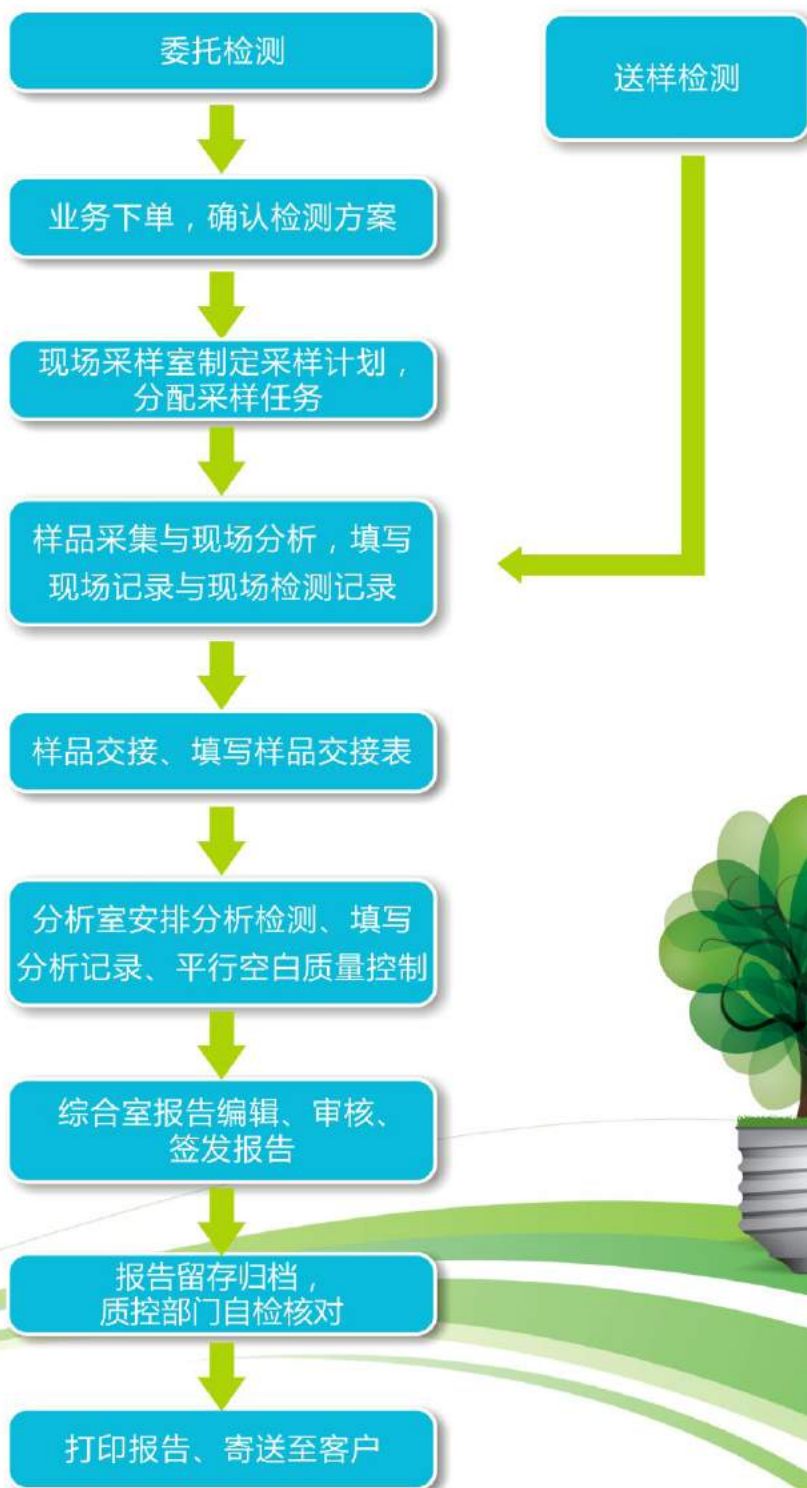 委托检测
送样检测
业务下单，确认检测方案
现场采样室制定采样计划，
分配采样任务
样品采集与现场分析，填写
现场记录与现场检测记录
样品交接、填写样品交接表
分析室安排分析检测、填写
分析记录、平行空白质量控制
综合室报告编辑、审核、
签发报告
报告留存归档，
质控部门自检核对
打印报告、寄送至客户